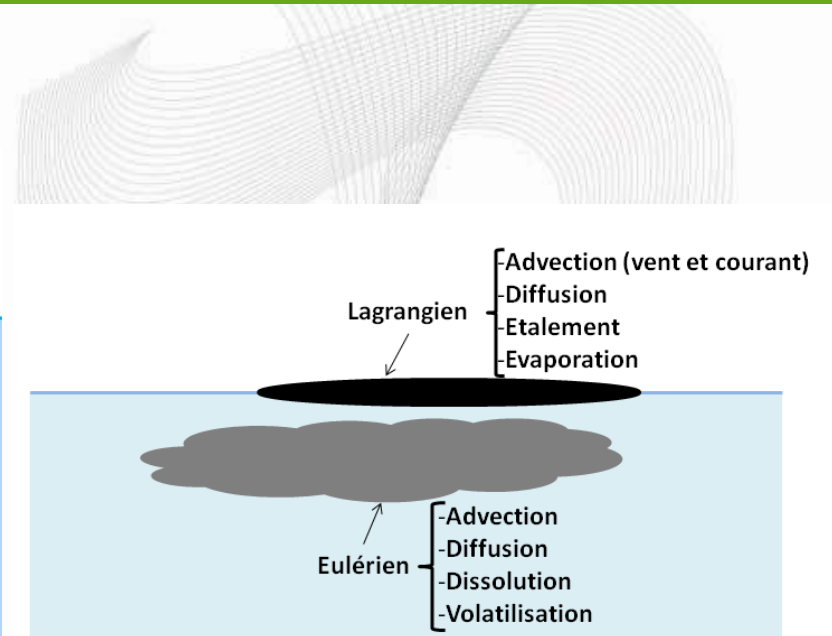 -Advection (vent et courant)
Lagrangien
-Diffusion
-Etalement
-Evaporation
-Advection
-Diffusion
Eulérien
-Dissolution
-Volatilisation